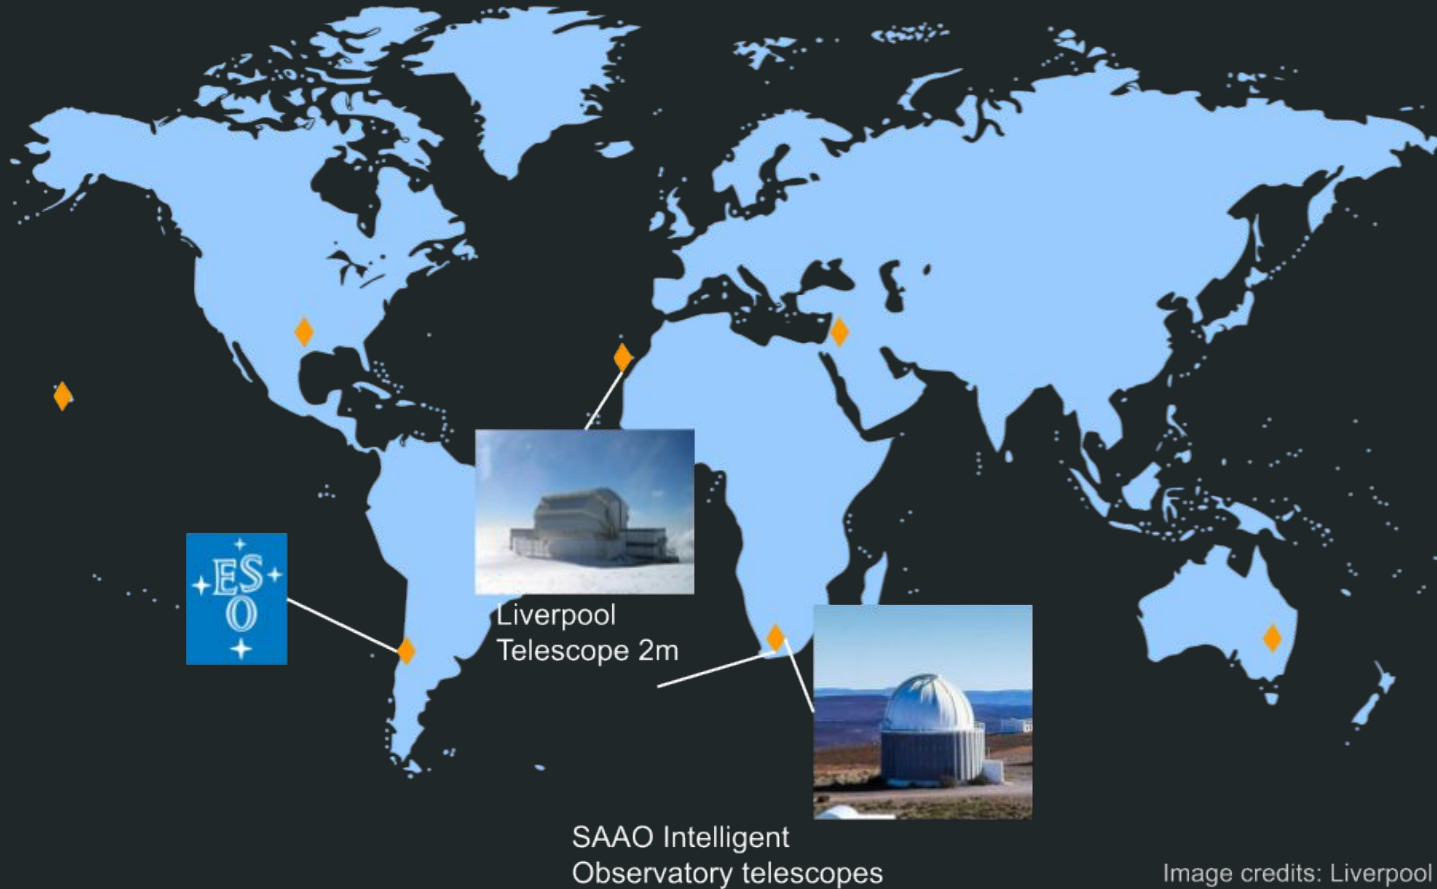 ES
O
Liverpool
Telescope 2m
SAAO Intelligent
Observatory telescopes
Image credits: Liverpool